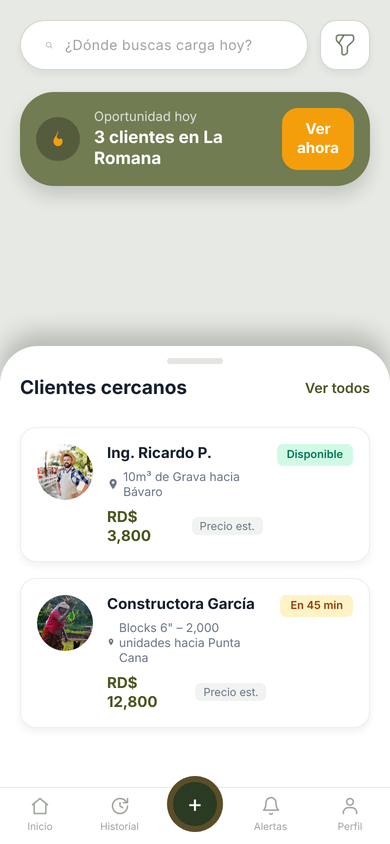 ¿Dónde buscas carga hoy?
Oportunidad hoy
3 clientes en La
Romana
Ver
ahora
Clientes cercanos
Ver todos
Ing. Ricardo P.
Disponible
10m³ de Grava hacia
Bávaro
RD$
3,800
Precio est.
Constructora García
En 45 min
Blocks 6" – 2,000
unidades hacia Punta
Cana
RD$
12,800
Precio est.
Inicio
Historial
+
Alertas
Perfil